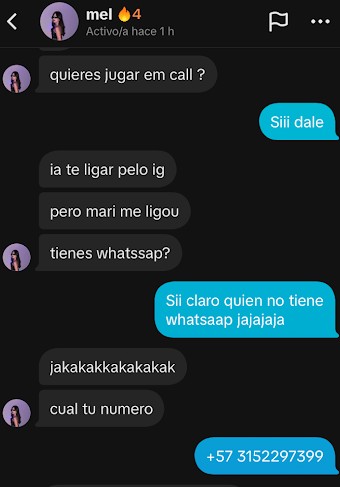 mel 🔥4
Activo/a hace 1 h
quieres jugar em call ?
Siii dale
ia te ligar pelo ig
pero mari me ligou
tienes whatssap?
Sii claro quien no tiene
whatsaap jajajaja
jakakakkakakakak
cual tu numero
+57 3152297399